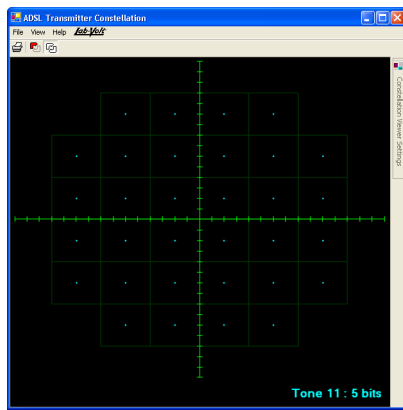 ADSL Transmitter Constellation
File View Help Lab-Volt
Constellation Viewer Settings
Tone 11 : 5 bits